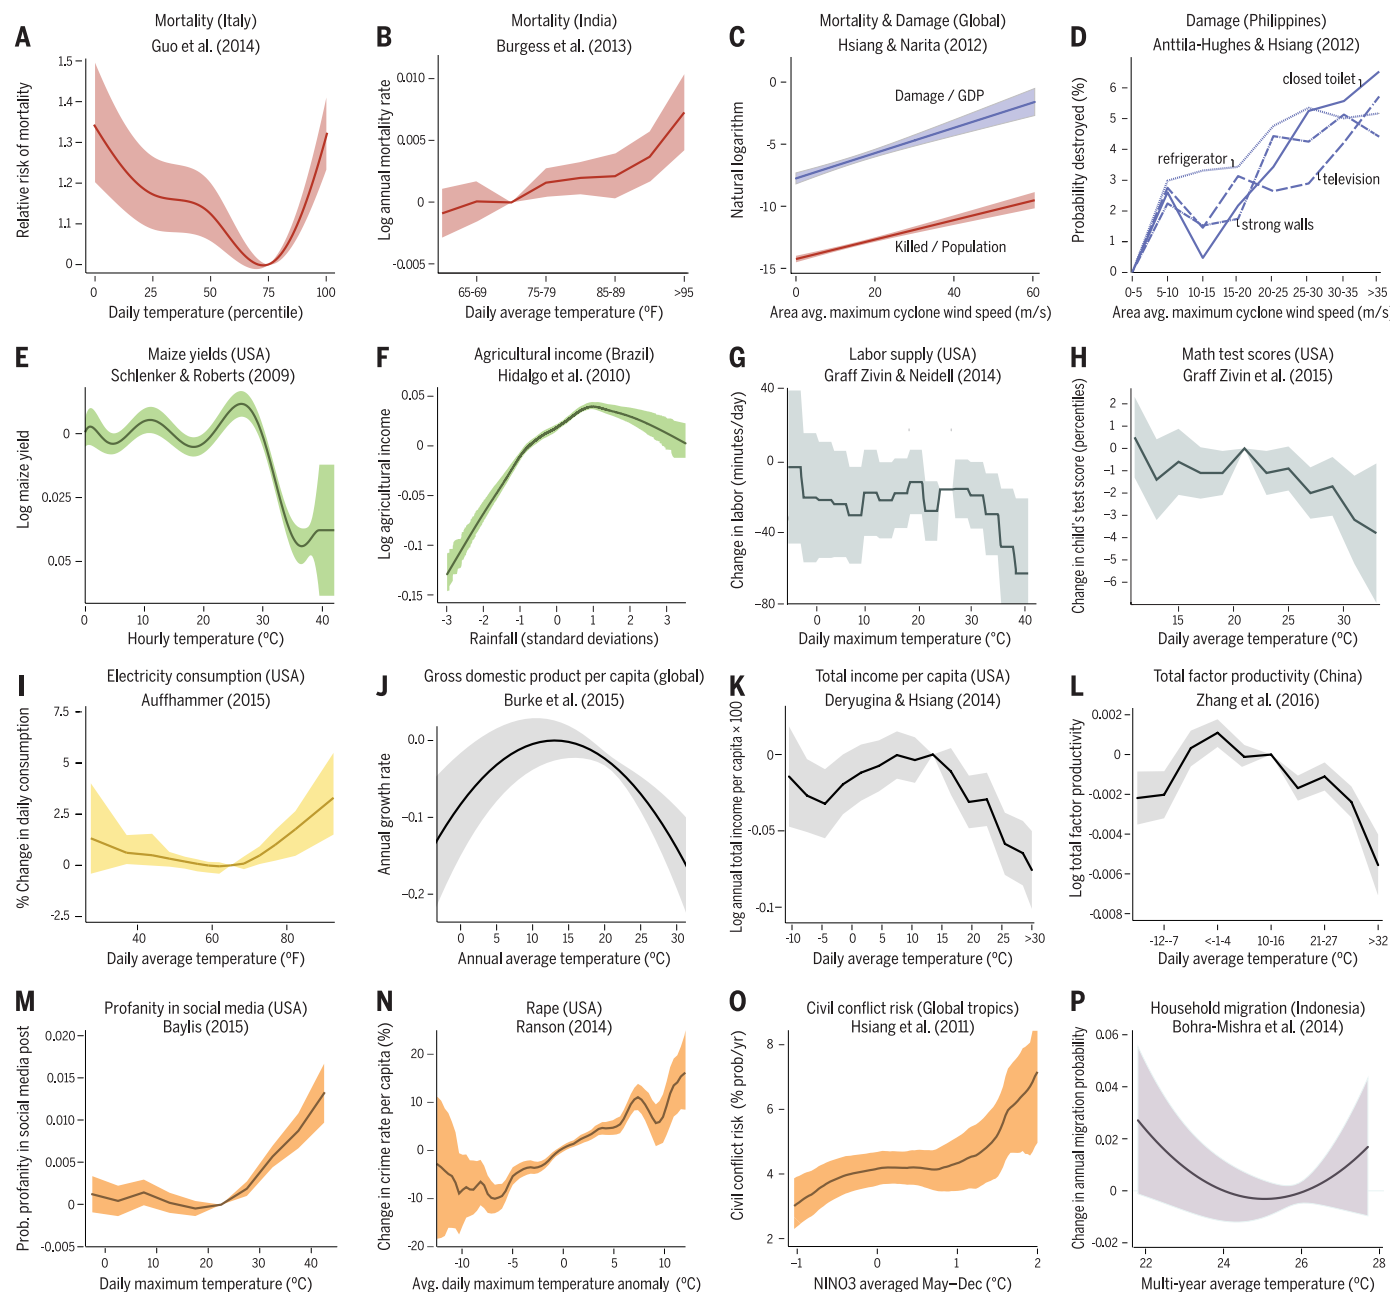 A
Mortality (Italy)
Guo et al. (2014)
Relative risk of mortality
1.5
1.4
1.3
1.2
1.1
0
0 25 50 75 100
Daily temperature (percentile)
B
Mortality (India)
Burgess et al. (2013)
Log annual mortality rate
0.010
0.005
0
-0.005
65-69 75-79 85-89 >95
Daily average temperature (ºF)
C
Mortality & Damage (Global)
Hsiang & Narita (2012)
Natural logarithm
0
-5
-10
-15
Damage / GDP
Killed / Population
0 20 40 60
Area avg. maximum cyclone wind speed (m/s)
D
Damage (Philippines)
Anttila-Hughes & Hsiang (2012)
Probability destroyed (%)
6
5
4
3
2
1
0
closed toilet
refrigerator
television
strong walls
0-5 5-10 10-15 15-20 20-25 25-30 30-35 >35
Area avg. maximum cyclone wind speed (m/s)
E
Maize yields (USA)
Schlenker & Roberts (2009)
Log maize yield
0
0.025
0.05
0 10 20 30 40
Hourly temperature (ºC)
F
Agricultural income (Brazil)
Hidalgo et al. (2010)
Log agricultural income
0.05
0
-0.05
-0.1
-0.15
-3 -2 -1 0 1 2 3
Rainfall (standard deviations)
G
Labor supply (USA)
Graff Zivin & Neidell (2014)
Change in labor (minutes/day)
40
0
-40
-80
0 10 20 30 40
Daily maximum temperature (ºC)
H
Math test scores (USA)
Graff Zivin et al. (2015)
Change in child's test score (percentiles)
2
1
0
-1
-2
-3
-4
-5
-6
15 20 25 30
Daily average temperature (ºC)
I
Electricity consumption (USA)
Auffhammer (2015)
% Change in daily consumption
7.5
5
2.5
0
-2.5
40 60 80
Daily average temperature (ºF)
J
Gross domestic product per capita (global)
Burke et al. (2015)
Annual growth rate
0.0
-0.1
-0.2
0 5 10 15 20 25 30
Annual average temperature (ºC)
K
Total income per capita (USA)
Deryugina & Hsiang (2014)
Log annual total income per capita × 100
0
-0.05
-0.1
-10 -5 0 5 10 15 20 25 >30
Daily average temperature (ºC)
L
Total factor productivity (China)
Zhang et al. (2016)
Log total factor productivity
0.002
0
-0.002
-0.004
-0.006
-0.008
-12--7 <-1-4 10-16 21-27 >32
Daily average temperature (ºC)
M
Profanity in social media (USA)
Baylis (2015)
Prob. profanity in social media post
0.020
0.015
0.010
0.005
0
-0.005
0 10 20 30 40
Daily maximum temperature (ºC)
N
Rape (USA)
Ranson (2014)
Change in crime rate per capita (%)
20
10
0
-10
-20
-10 -5 0 5 10
Avg. daily maximum temperature anomaly (ºC)
O
Civil conflict risk (Global tropics)
Hsiang et al. (2011)
Civil conflict risk (% prob/yr)
8
6
4
2
-1 0 1 2
NINO3 averaged May–Dec (ºC)
P
Household migration (Indonesia)
Bohra-Mishra et al. (2014)
Change in annual migration probability
0.06
0.04
0.02
0
-0.02
22 24 26 28
Multi-year average temperature (ºC)